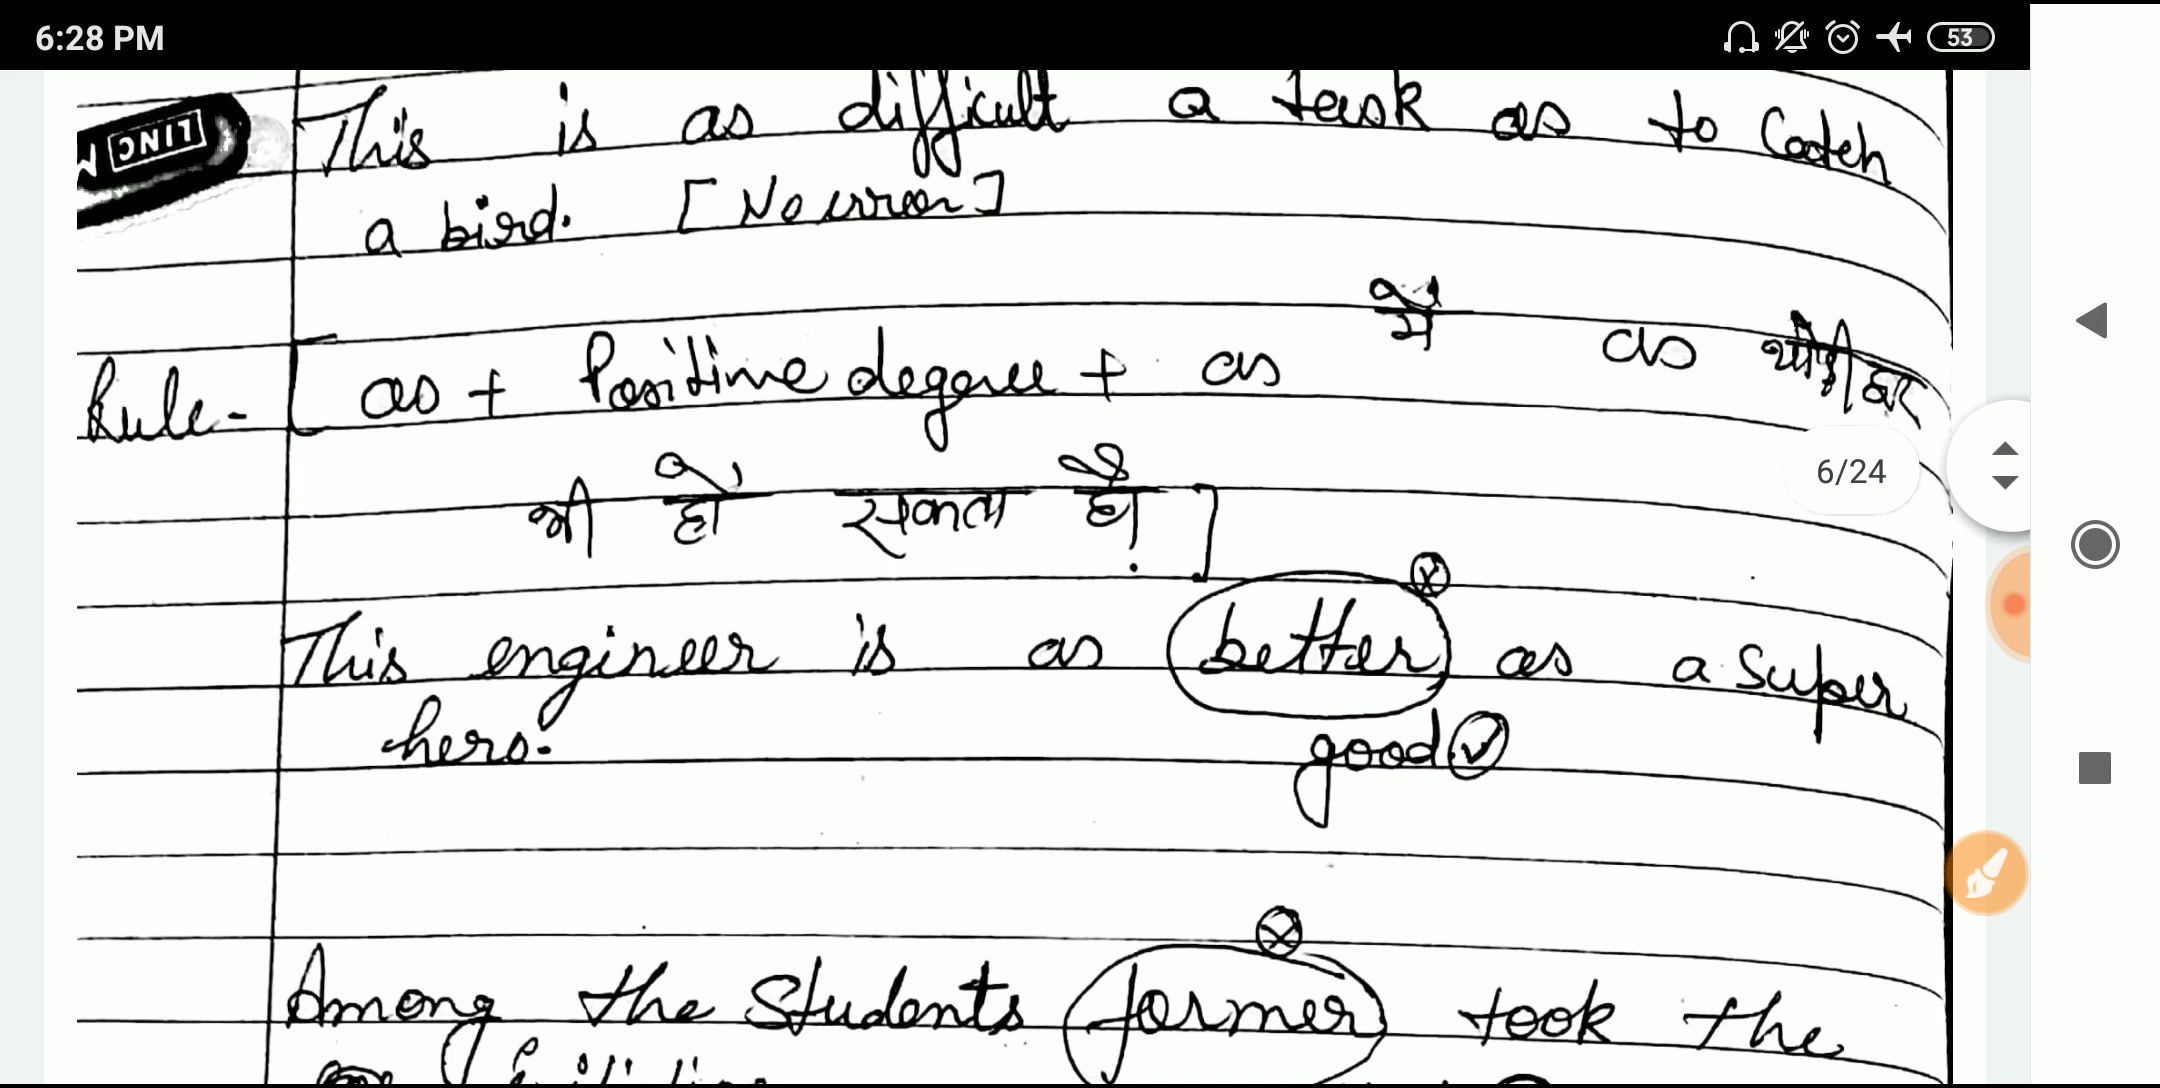 6:28 PM
53
LINC
This is as difficult a task as to Catch
a bird. [No error]
Rule- [as + Positive degree + as में as
भी हो सकता है।]
6/24
This engineer is as better as a Super
hero.
good
Among the Students former took the